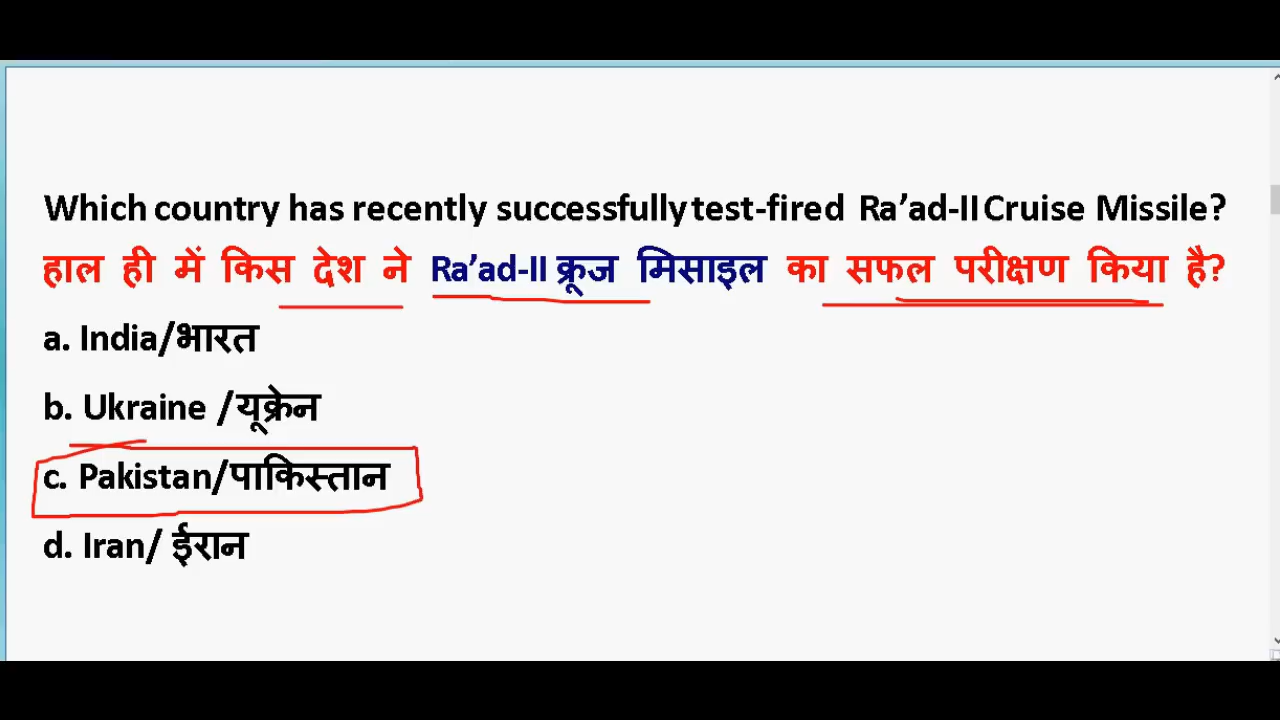 Which country has recently successfully test-fired Ra’ad-II Cruise Missile?
हाल ही में किस देश ने Ra’ad-II क्रूज मिसाइल का सफल परीक्षण किया है?
a. India/भारत
b. Ukraine /यूक्रेन
c. Pakistan/पाकिस्तान
d. Iran/ ईरान